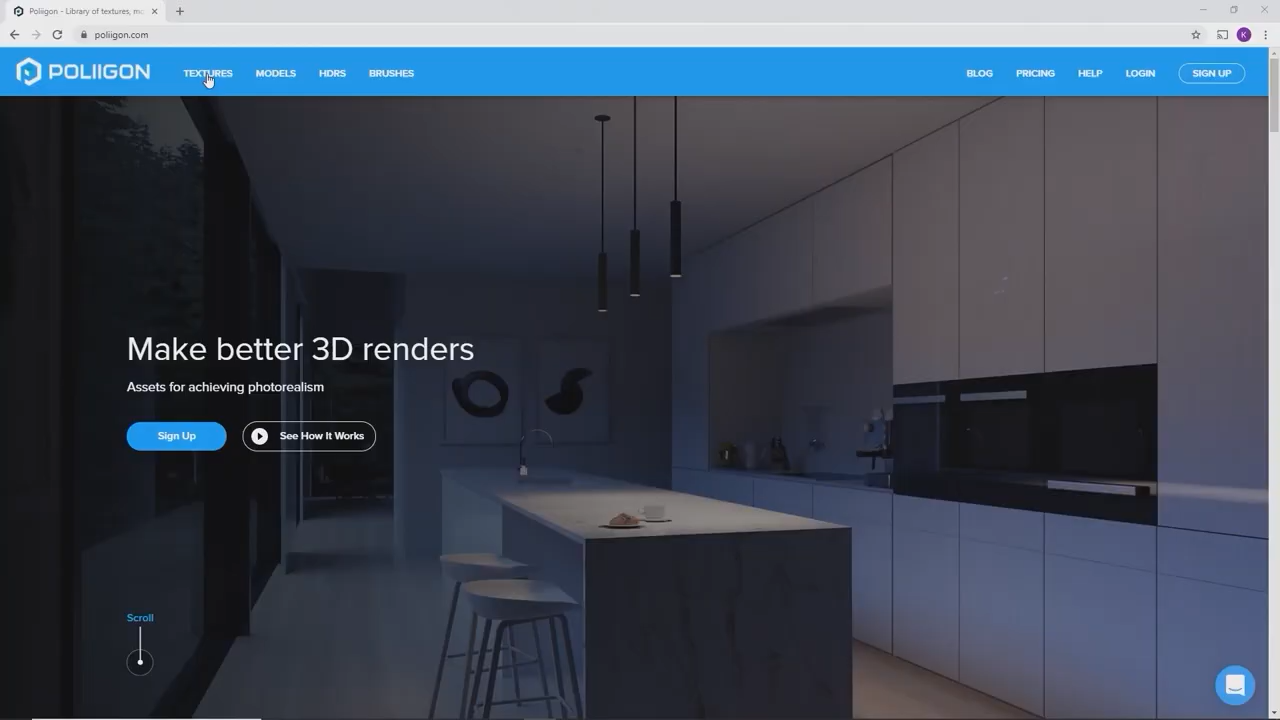 Poliigon - Library of textures, mo
poliigon.com
K
POLIIGON
TEXTURES
MODELS
HDRS
BRUSHES
BLOG
PRICING
HELP
LOGIN
SIGN UP
Make better 3D renders
Assets for achieving photorealism
Sign Up
See How It Works
Scroll